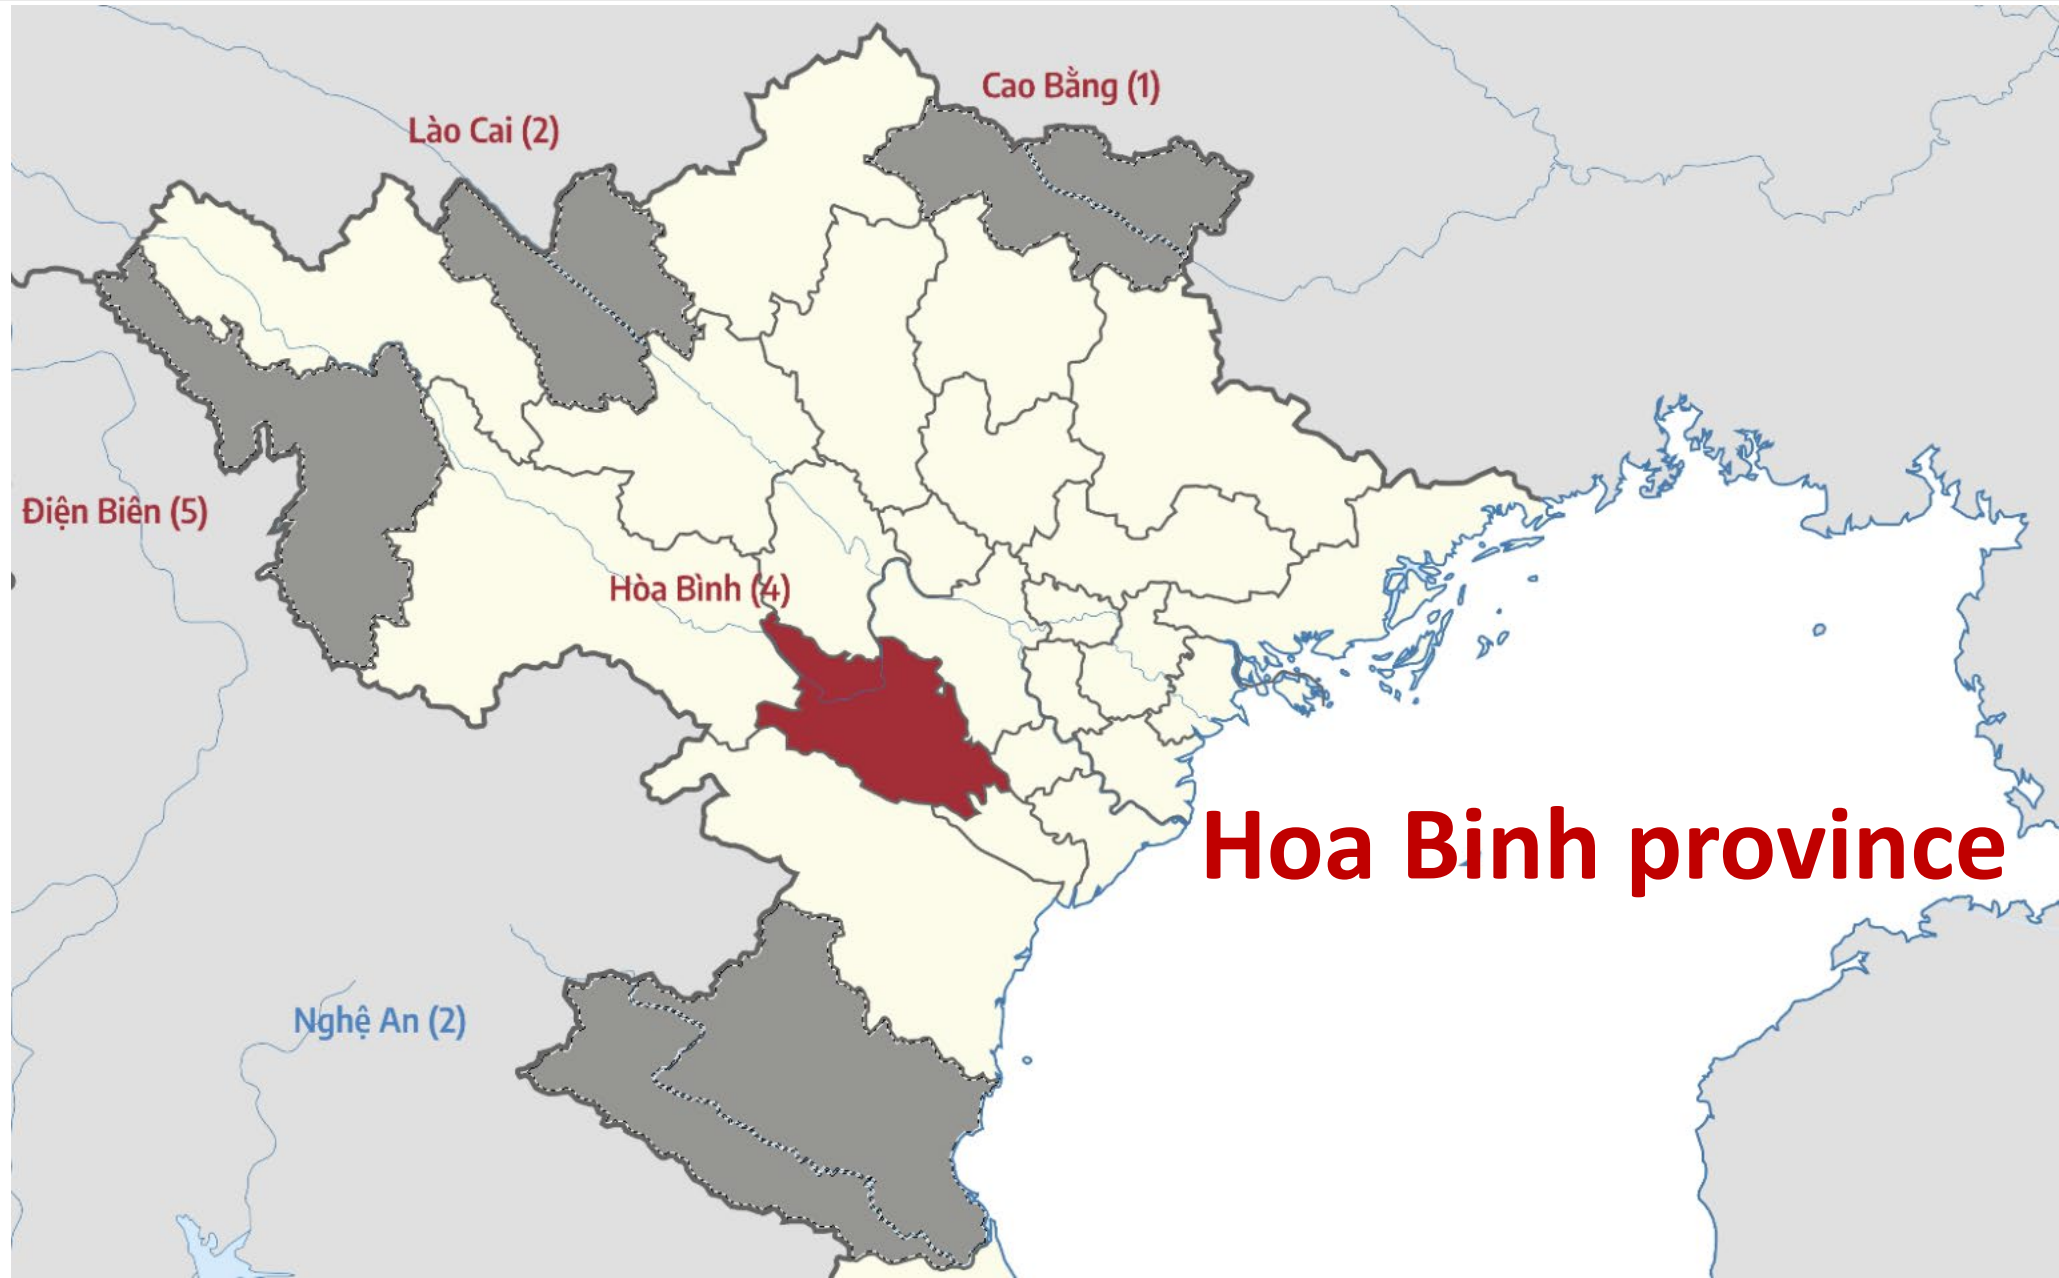 Cao Bằng (1)
Lào Cai (2)
Điện Biên (5)
Hòa Bình (4)
Hoa Binh province
Nghệ An (2)